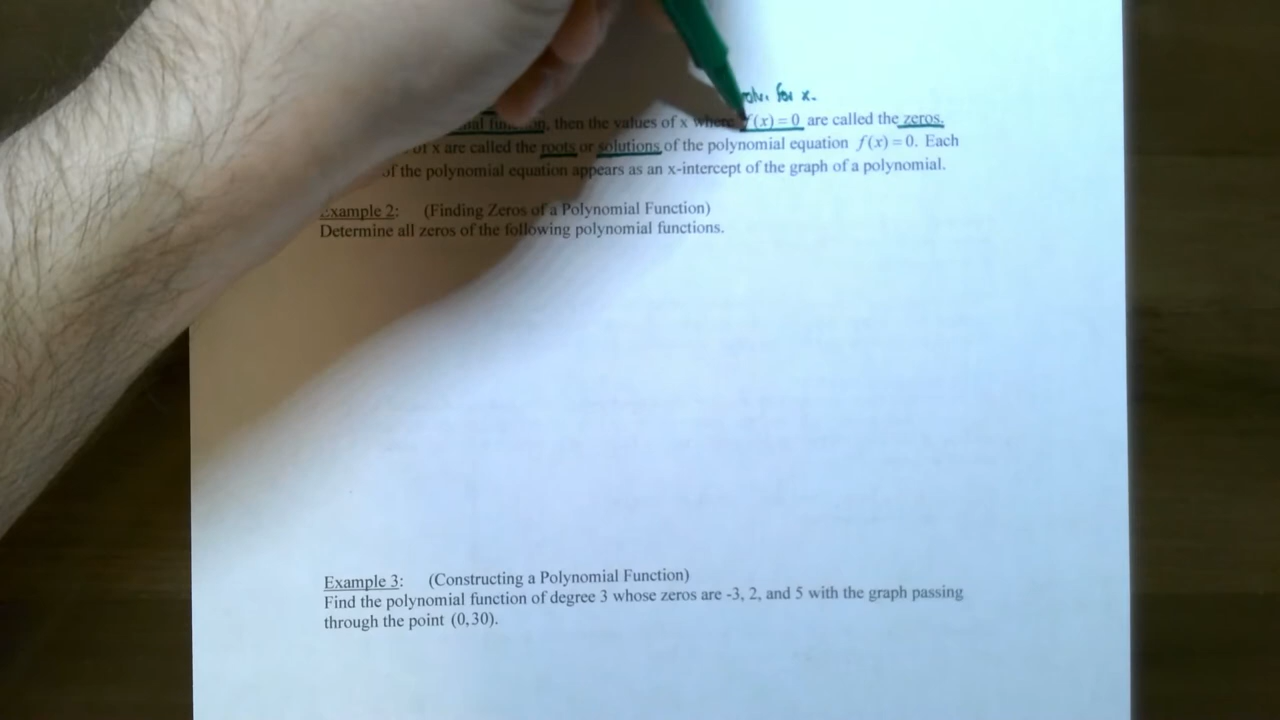 for x.
then the values of x where f(x) = 0 are called the zeros.
of x are called the roots or solutions of the polynomial equation f(x) = 0. Each
of the polynomial equation appears as an x-intercept of the graph of a polynomial.
Example 2: (Finding Zeros of a Polynomial Function)
Determine all zeros of the following polynomial functions.
Example 3: (Constructing a Polynomial Function)
Find the polynomial function of degree 3 whose zeros are -3, 2, and 5 with the graph passing
through the point (0,30).